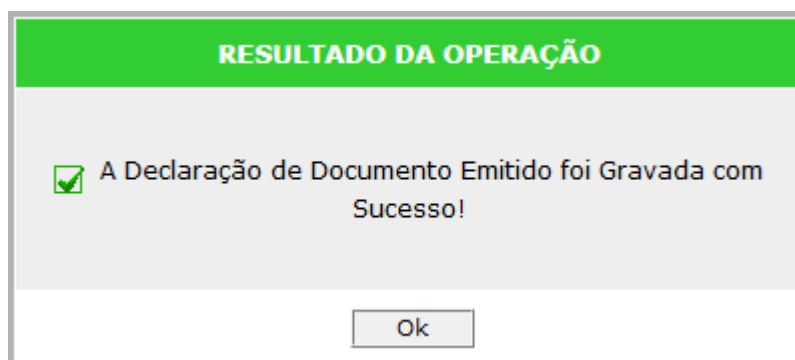 RESULTADO DA OPERAÇÃO
A Declaração de Documento Emitido foi Gravada com
Sucesso!
Ok